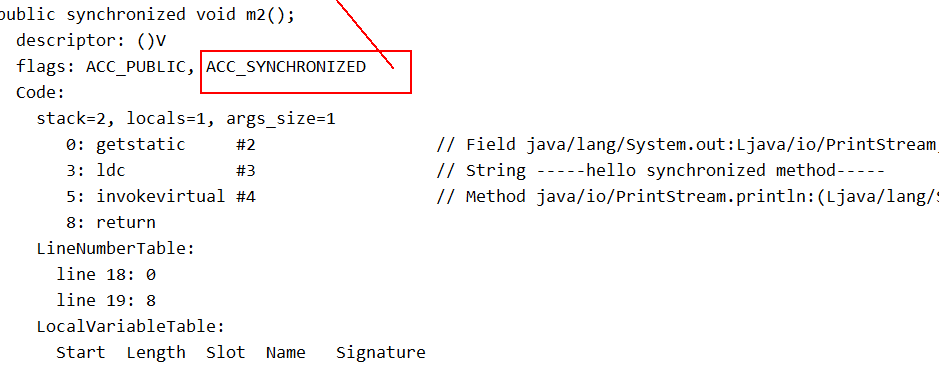 public synchronized void m2();
descriptor: ()V
flags: ACC_PUBLIC, ACC_SYNCHRONIZED
Code:
stack=2, locals=1, args_size=1
0: getstatic     #2                  // Field java/lang/System.out:Ljava/io/PrintStream
3: ldc           #3                  // String -----hello synchronized method-----
5: invokevirtual #4                  // Method java/io/PrintStream.println:(Ljava/lang/
8: return
LineNumberTable:
line 18: 0
line 19: 8
LocalVariableTable:
Start  Length  Slot  Name   Signature